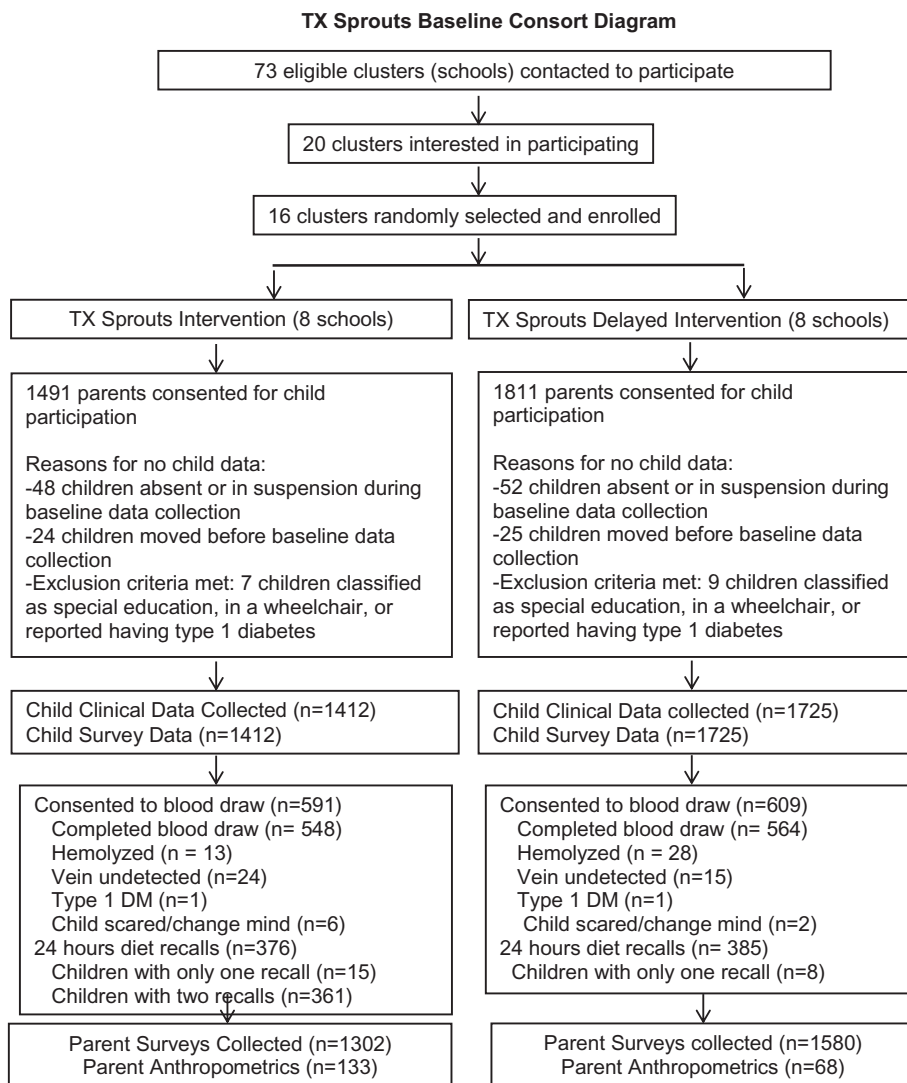 TX Sprouts Baseline Consort Diagram
73 eligible clusters (schools) contacted to participate
20 clusters interested in participating
16 clusters randomly selected and enrolled
TX Sprouts Intervention (8 schools)
1491 parents consented for child
participation
Reasons for no child data:
-48 children absent or in suspension during
baseline data collection
-24 children moved before baseline data
collection
-Exclusion criteria met: 7 children classified
as special education, in a wheelchair, or
reported having type 1 diabetes
Child Clinical Data Collected (n=1412)
Child Survey Data (n=1412)
Consented to blood draw (n=591)
Completed blood draw (n= 548)
Hemolyzed (n = 13)
Vein undetected (n=24)
Type 1 DM (n=1)
Child scared/change mind (n=6)
24 hours diet recalls (n=376)
Children with only one recall (n=15)
Children with two recalls (n=361)
Parent Surveys Collected (n=1302)
Parent Anthropometrics (n=133)
TX Sprouts Delayed Intervention (8 schools)
1811 parents consented for child
participation
Reasons for no child data:
-52 children absent or in suspension during
baseline data collection
-25 children moved before baseline data
collection
-Exclusion criteria met: 9 children classified
as special education, in a wheelchair, or
reported having type 1 diabetes
Child Clinical Data collected (n=1725)
Child Survey Data (n=1725)
Consented to blood draw (n=609)
Completed blood draw (n= 564)
Hemolyzed (n = 28)
Vein undetected (n=15)
Type 1 DM (n=1)
Child scared/change mind (n=2)
24 hours diet recalls (n= 385)
Children with only one recall (n=8)
Parent Surveys collected (n=1580)
Parent Anthropometrics (n=68)